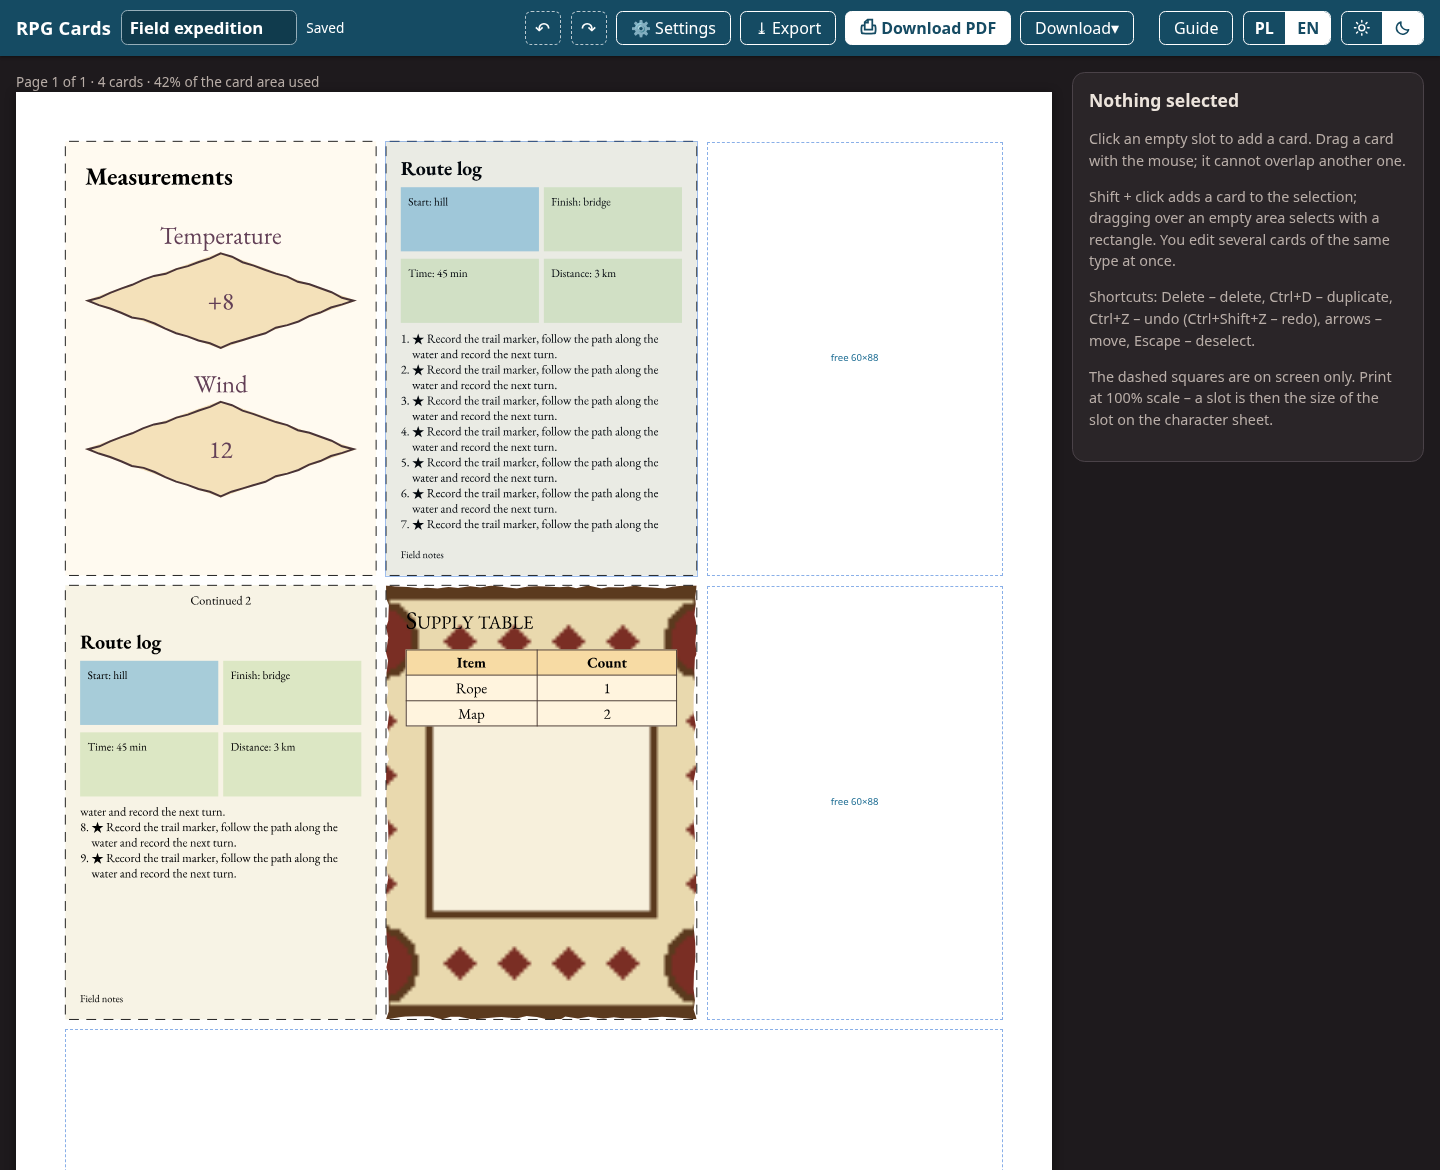 RPG Cards
Field expedition
Saved
↶
↷
⚙️ Settings
⤓ Export
Download PDF
Download▾
Guide
PL
EN
Page 1 of 1 · 4 cards · 42% of the card area used
Measurements
Temperature
+8
Wind
12
Route log
Start: hill
Finish: bridge
Time: 45 min
Distance: 3 km
1. ★ Record the trail marker, follow the path along the
water and record the next turn.
2. ★ Record the trail marker, follow the path along the
water and record the next turn.
3. ★ Record the trail marker, follow the path along the
water and record the next turn.
4. ★ Record the trail marker, follow the path along the
water and record the next turn.
5. ★ Record the trail marker, follow the path along the
water and record the next turn.
6. ★ Record the trail marker, follow the path along the
water and record the next turn.
7. ★ Record the trail marker, follow the path along the
Field notes
free 60×88
Continued 2
Route log
Start: hill
Finish: bridge
Time: 45 min
Distance: 3 km
water and record the next turn.
8. ★ Record the trail marker, follow the path along the
water and record the next turn.
9. ★ Record the trail marker, follow the path along the
water and record the next turn.
Field notes
Supply table
Item
Count
Rope
1
Map
2
free 60×88
Nothing selected
Click an empty slot to add a card. Drag a card
with the mouse; it cannot overlap another one.
Shift + click adds a card to the selection;
dragging over an empty area selects with a
rectangle. You edit several cards of the same
type at once.
Shortcuts: Delete – delete, Ctrl+D – duplicate,
Ctrl+Z – undo (Ctrl+Shift+Z – redo), arrows –
move, Escape – deselect.
The dashed squares are on screen only. Print
at 100% scale – a slot is then the size of the
slot on the character sheet.